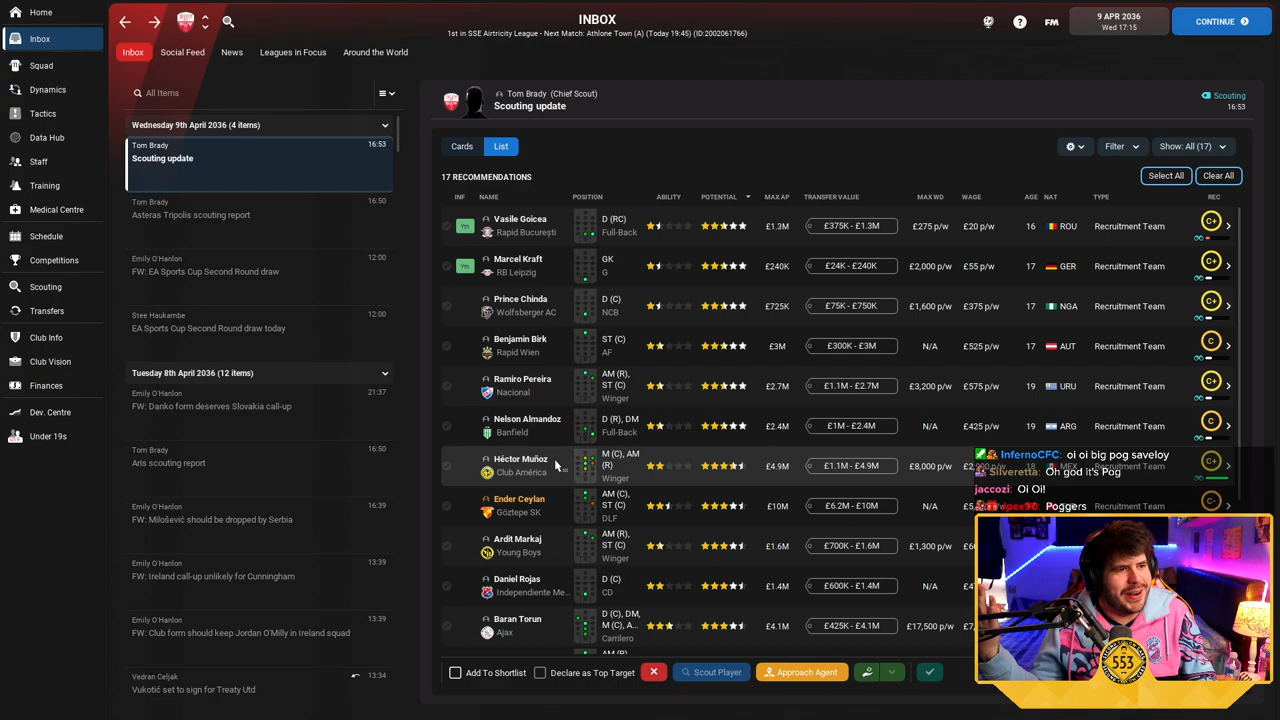 Home
Inbox
Squad
Dynamics
Tactics
Data Hub
Staff
Training
Medical Centre
Schedule
Competitions
Scouting
Transfers
Club Info
Club Vision
Finances
Dev. Centre
Under 19s
INBOX
1st in SSE Airtricity League - Next Match: Athlone Town (A) (Today 19:45) (ID:2002061766)
FM
9 APR 2036
Wed 17:15
CONTINUE
Inbox Social Feed News Leagues in Focus Around the World
All Items
Wednesday 9th April 2036 (4 items)
Tom Brady 16:53
Scouting update
Tom Brady 16:50
Asteras Tripolis scouting report
Emily O'Hanlon 12:00
FW: EA Sports Cup Second Round draw
Stee Haukambe 12:00
EA Sports Cup Second Round draw today
Tuesday 8th April 2036 (12 items)
Emily O'Hanlon 21:37
FW: Danko form deserves Slovakia call-up
Tom Brady 16:50
Aris scouting report
Emily O'Hanlon 16:39
FW: Milošević should be dropped by Serbia
Emily O'Hanlon 13:39
FW: Ireland call-up unlikely for Cunningham
Emily O'Hanlon 13:39
FW: Club form should keep Jordan O'Milly in Ireland squad
Vedran Celjak 13:34
Vukotić set to sign for Treaty Utd
Tom Brady (Chief Scout)
Scouting update
Scouting
16:53
Cards List
Filter Show: All (17)
17 RECOMMENDATIONS
Select All Clear All
INF NAME POSITION ABILITY POTENTIAL MAX AP TRANSFER VALUE MAX WD WAGE AGE NAT TYPE REC
Yth Vasile Goicea D (RC) £1.3M £375K - £1.3M £275 p/w £20 p/w 16 ROU Recruitment Team C+
Rapid București Full-Back
Yth Marcel Kraft GK £240K £24K - £240K £2,000 p/w £55 p/w 17 GER Recruitment Team C+
RB Leipzig G
Prince Chinda D (C) £725K £75K - £750K £1,600 p/w £375 p/w 17 NGA Recruitment Team C+
Wolfsberger AC NCB
Benjamin Birk ST (C) £3M £300K - £3M N/A £525 p/w 17 AUT Recruitment Team C
Rapid Wien AF
Ramiro Pereira AM (R), ST (C) £2.7M £1.1M - £2.7M £3,200 p/w £575 p/w 19 URU Recruitment Team C+
Nacional Winger
Nelson Almandoz D (R), DM £2.4M £1M - £2.4M N/A £425 p/w 19 ARG Recruitment Team C
Banfield Full-Back
Héctor Muñoz M (C), AM (R) £4.9M £1.1M - £4.9M £8,000 p/w 18 MEX Recruitment Team C+
Club América Winger
Ender Ceylan AM (C), ST (C) £10M £6.2M - £10M N/A Recruitment Team
Göztepe SK DLF
Ardit Markaj AM (R), ST (C) £1.6M £700K - £1.6M £1,300 p/w
Young Boys Winger
Daniel Rojas D (C) £1.4M £600K - £1.4M N/A
Independiente Me... CD
Baran Torun D (C), DM, M (C), A... £4.1M £425K - £4.1M £17,500 p/w
Ajax Carrilero
Add To Shortlist Declare as Top Target Scout Player Approach Agent
InfernoCFC: oi oi big pog saveloy
Silveretta: Oh god it's Pog
jaccozi: Oi Oi!
Poggers
553